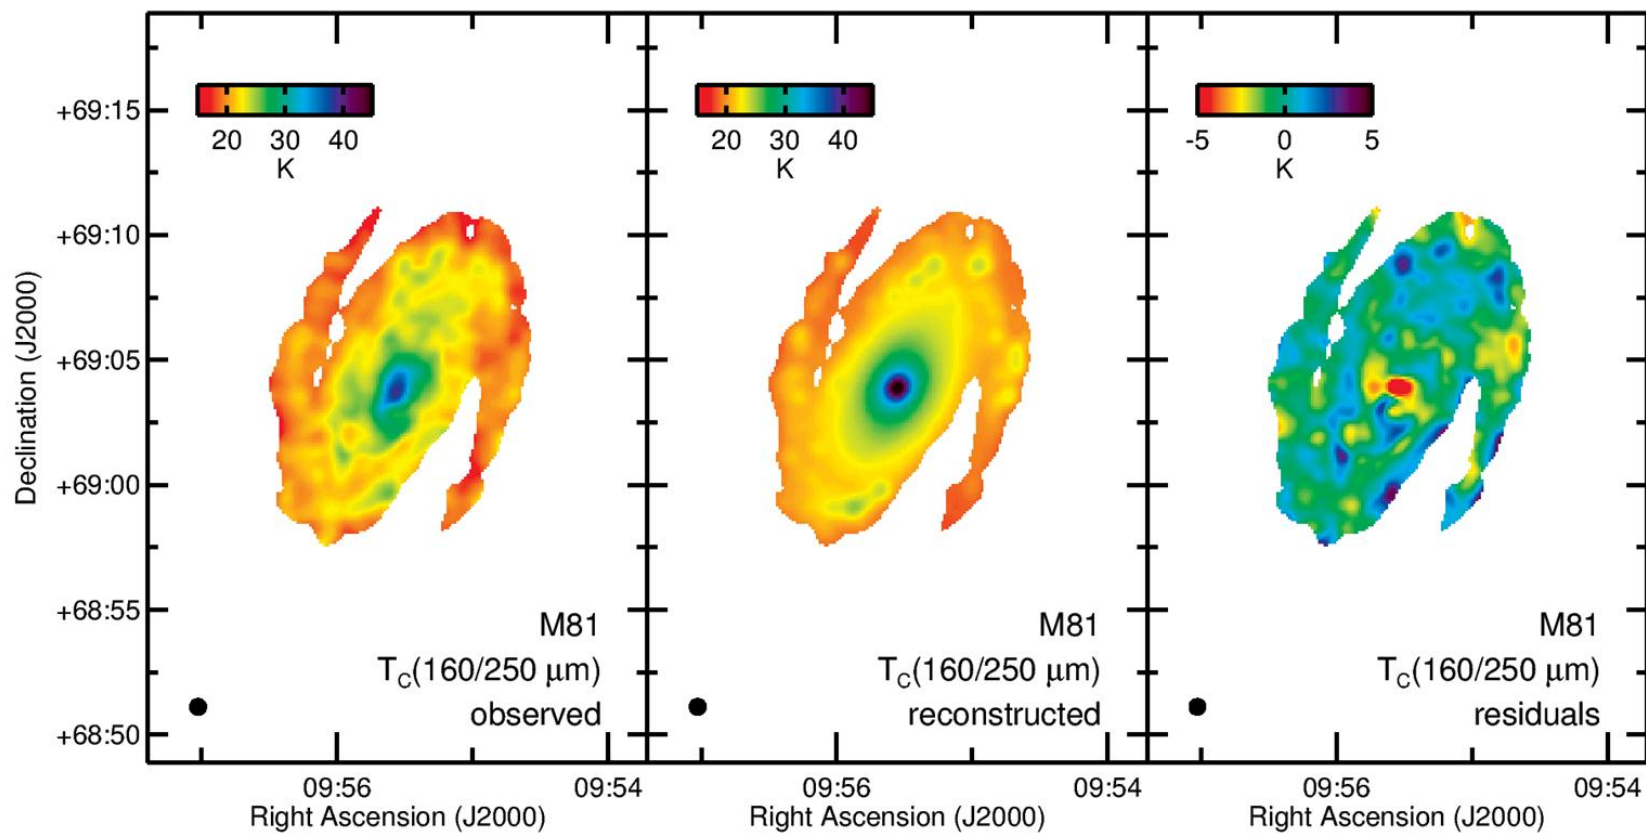 20 30 40
K
20 30 40
K
-5 0 5
K
+69:15
+69:10
+69:05
+69:00
+68:55
+68:50
Declination (J2000)
M81
T_C(160/250 μm)
observed
M81
T_C(160/250 μm)
reconstructed
M81
T_C(160/250 μm)
residuals
09:56 09:54
Right Ascension (J2000)
09:56 09:54
Right Ascension (J2000)
09:56 09:54
Right Ascension (J2000)